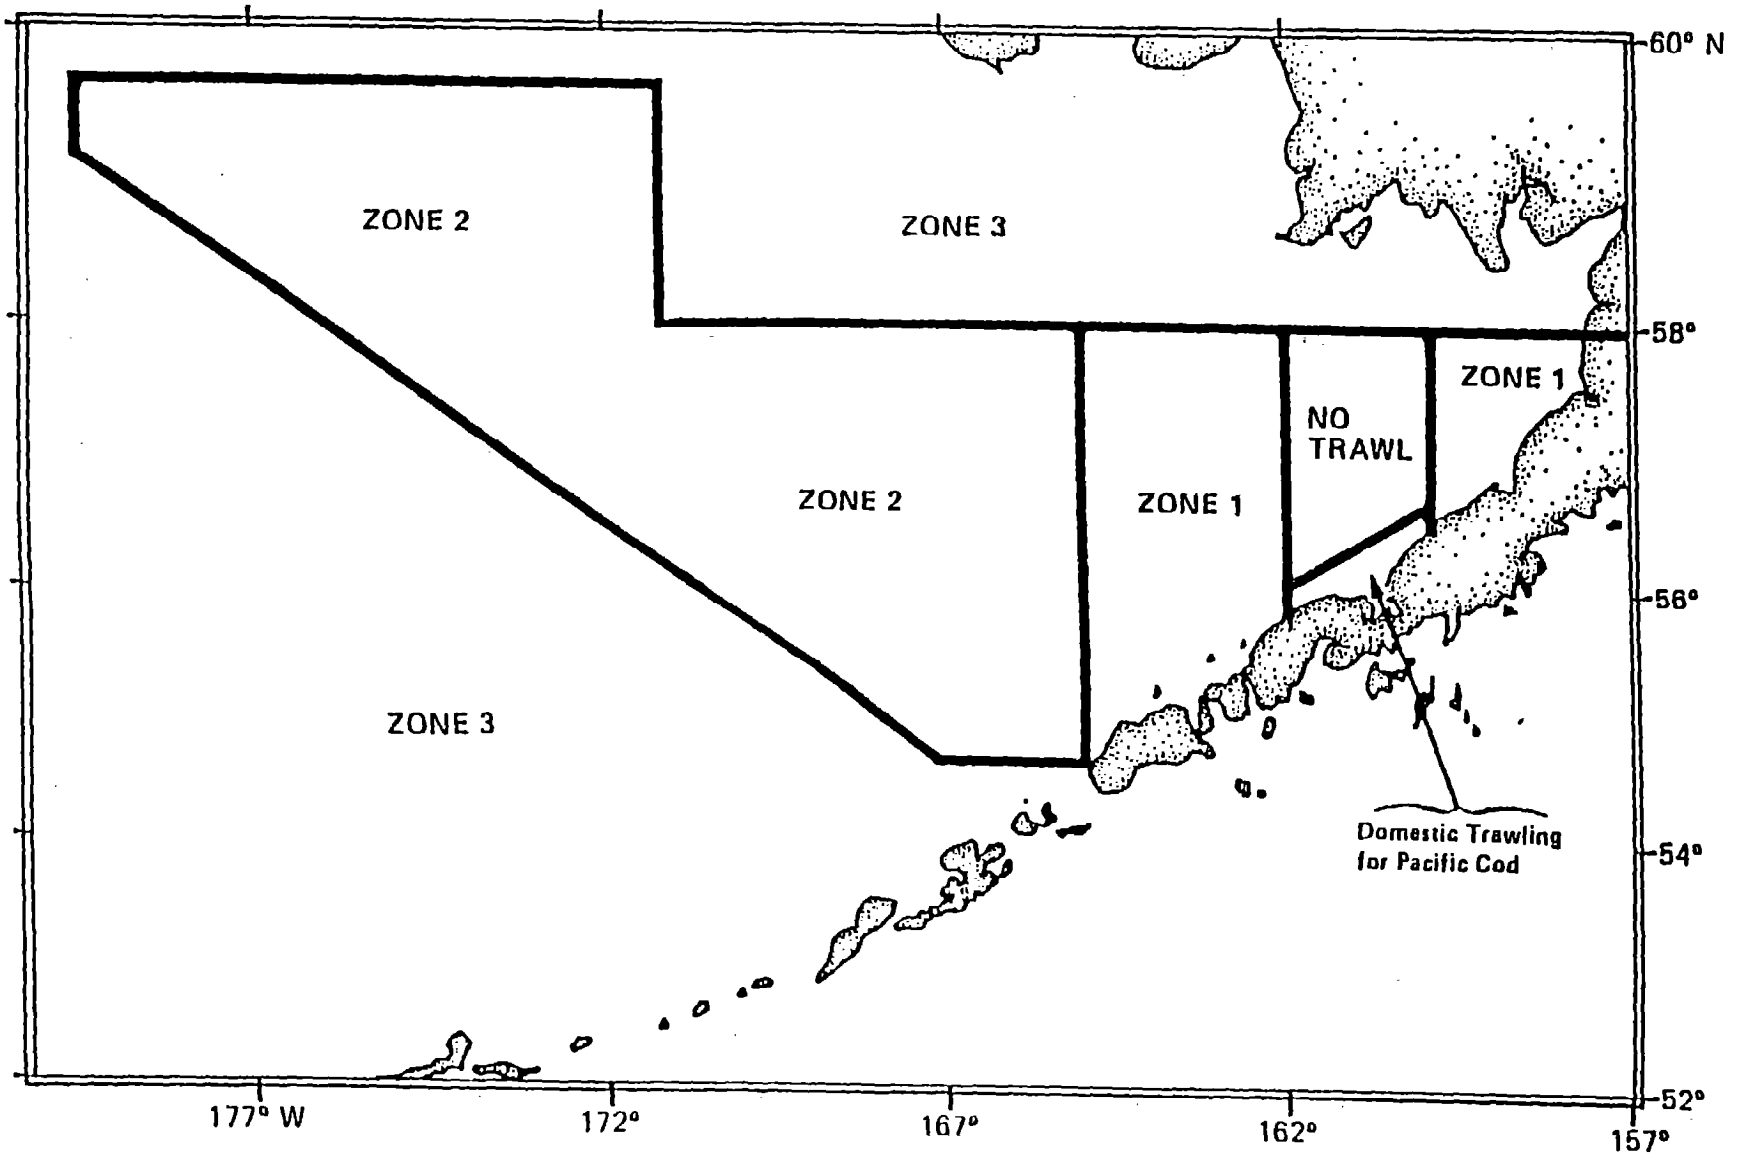 60° N
ZONE 2
ZONE 3
58°
ZONE 1
NO
TRAWL
ZONE 2
ZONE 1
56°
ZONE 3
Domestic Trawling
for Pacific Cod
54°
52°
177° W
172°
167°
162°
157°